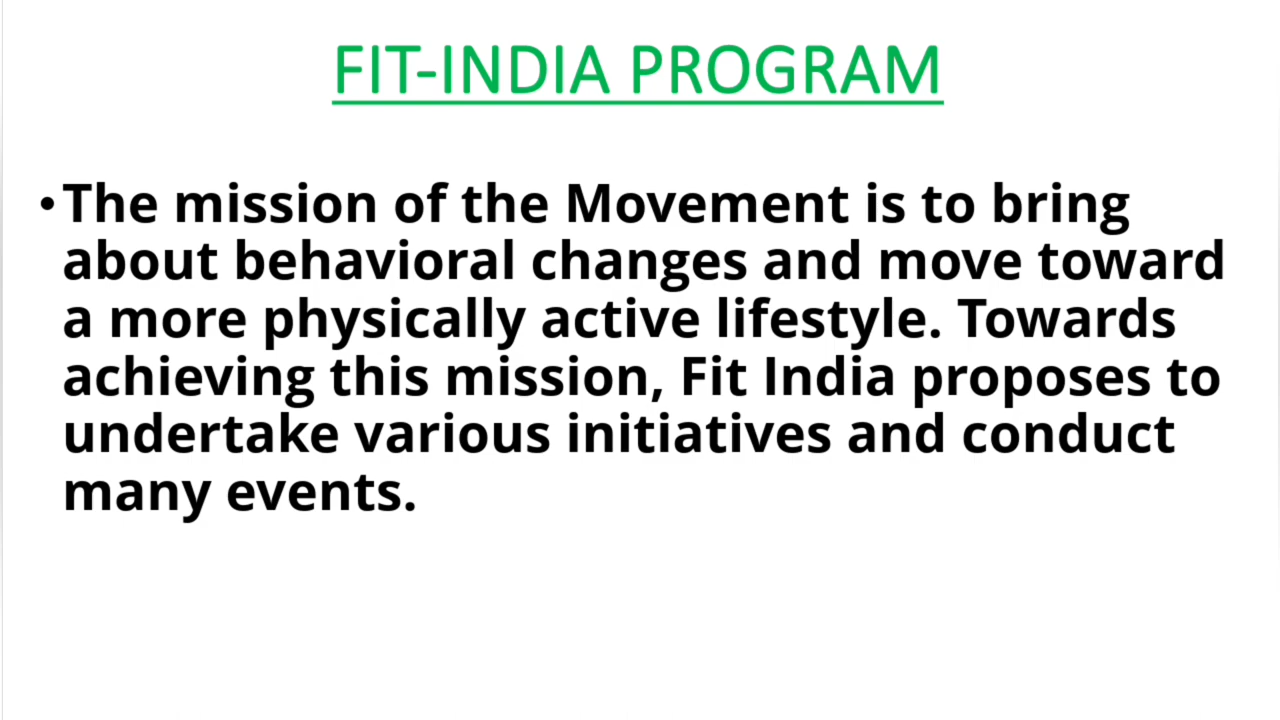 FIT-INDIA PROGRAM
•The mission of the Movement is to bring
about behavioral changes and move toward
a more physically active lifestyle. Towards
achieving this mission, Fit India proposes to
undertake various initiatives and conduct
many events.